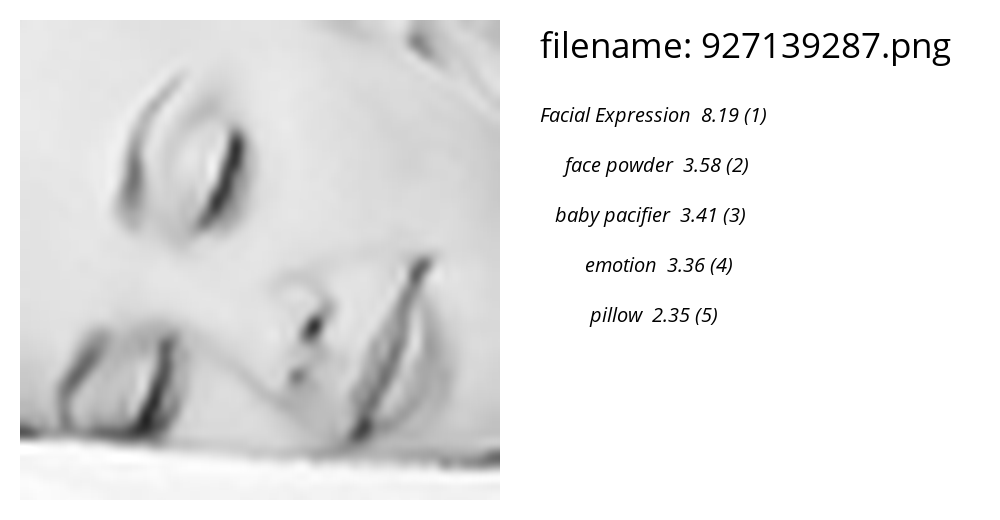 filename: 927139287.png
Facial Expression 8.19 (1)
face powder 3.58 (2)
baby pacifier 3.41 (3)
emotion 3.36 (4)
pillow 2.35 (5)